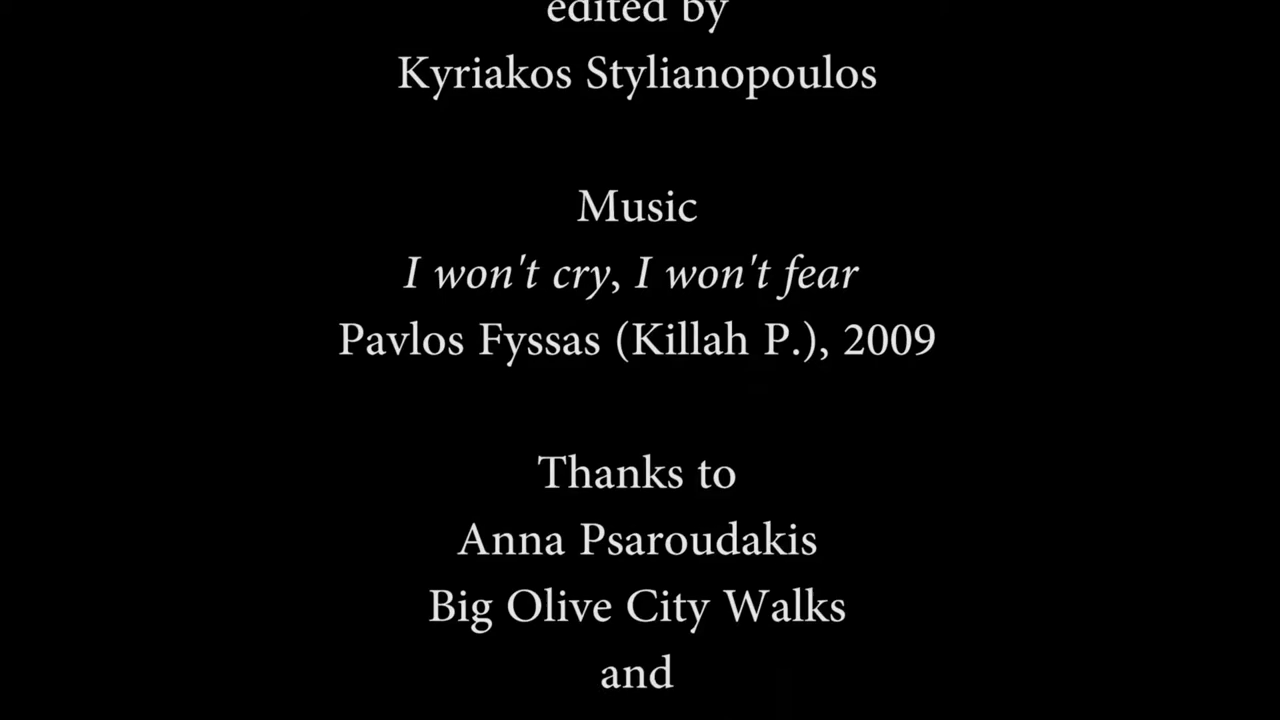 edited by
Kyriakos Stylianopoulos
Music
I won't cry, I won't fear
Pavlos Fyssas (Killah P.), 2009
Thanks to
Anna Psaroudakis
Big Olive City Walks
and